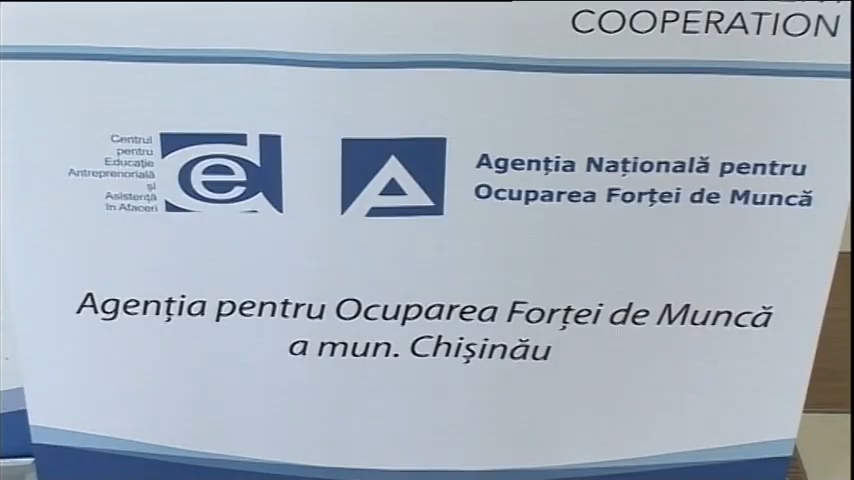 COOPERATION
Centrul
pentru
Educație
Antreprenorială
și
Asistență
în Afaceri
Agenția Națională pentru
Ocuparea Forței de Muncă
Agenția pentru Ocuparea Forței de Muncă
a mun. Chișinău